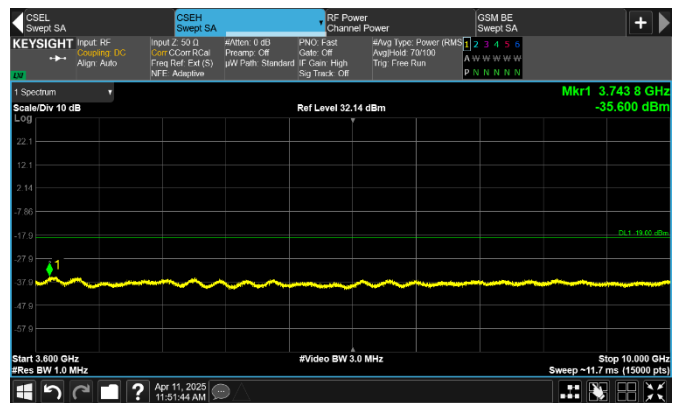 CSEL
Swept SA
CSEH
Swept SA
RF Power
Channel Power
GSM BE
Swept SA
+
KEYSIGHT
Input: RF
Coupling: DC
Align: Auto
Input Z: 50 Ω
Corr CCorr RCal
Freq Ref: Ext (S)
NFE: Adaptive
#Atten: 0 dB
Preamp: Off
µW Path: Standard
PNO: Fast
Gate: Off
IF Gain: High
Sig Track: Off
#Avg Type: Power (RMS)
Avg|Hold: 70/100
Trig: Free Run
1 2 3 4 5 6
A W W W W W
P N N N N N
LXI
1 Spectrum
Scale/Div 10 dB
Ref Level 32.14 dBm
Mkr1 3.743 8 GHz
-35.600 dBm
Log
22.1
12.1
2.14
-7.86
-17.9
DL1 -19.00 dBm
-27.9
1
-37.9
-47.9
-57.9
Start 3.600 GHz
#Video BW 3.0 MHz
Stop 10.000 GHz
#Res BW 1.0 MHz
Sweep ~11.7 ms (15000 pts)
?
Apr 11, 2025
11:51:44 AM